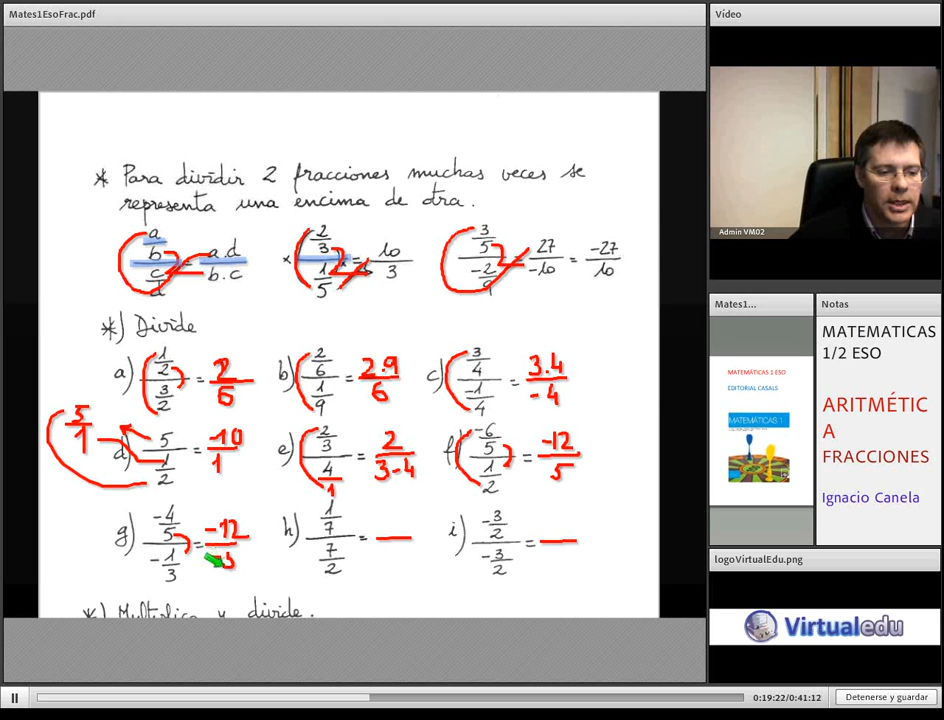 Mates1EsoFrac.pdf
Vídeo
* Para dividir 2 fracciones muchas veces se
representa una encima de otra.
a/b / c/d = a.d / b.c
* 2/3 / 1/5 = 10/3
3/5 / -2/9 = 27/-10 = -27/10
*) Divide
a) 1/2 / 3/2 = 2/6
b) 2/6 / 1/9 = 2.9/6
c) 3/4 / -1/4 = 3.4/-4
5/1
d) 5 / 1/2 = -10/1
e) 2/3 / 4/1 = 2/3-4
f) -6/5 / 1/2 = -12/5
g) -4/5 / -1/3 = -12/-5
h) 1/7 / 7/2 =
i) -3/2 / -3/2 =
*) Multiplica y divide.
Admin VM02
Mates1...
Notas
MATEMÁTICAS 1 ESO
EDITORIAL CASALS
MATEMÁTICAS 1
MATEMATICAS
1/2 ESO
ARITMÉTIC
A
FRACCIONES
Ignacio Canela
logoVirtualEdu.png
Virtualedu
0:19:22/0:41:12
Detenerse y guardar